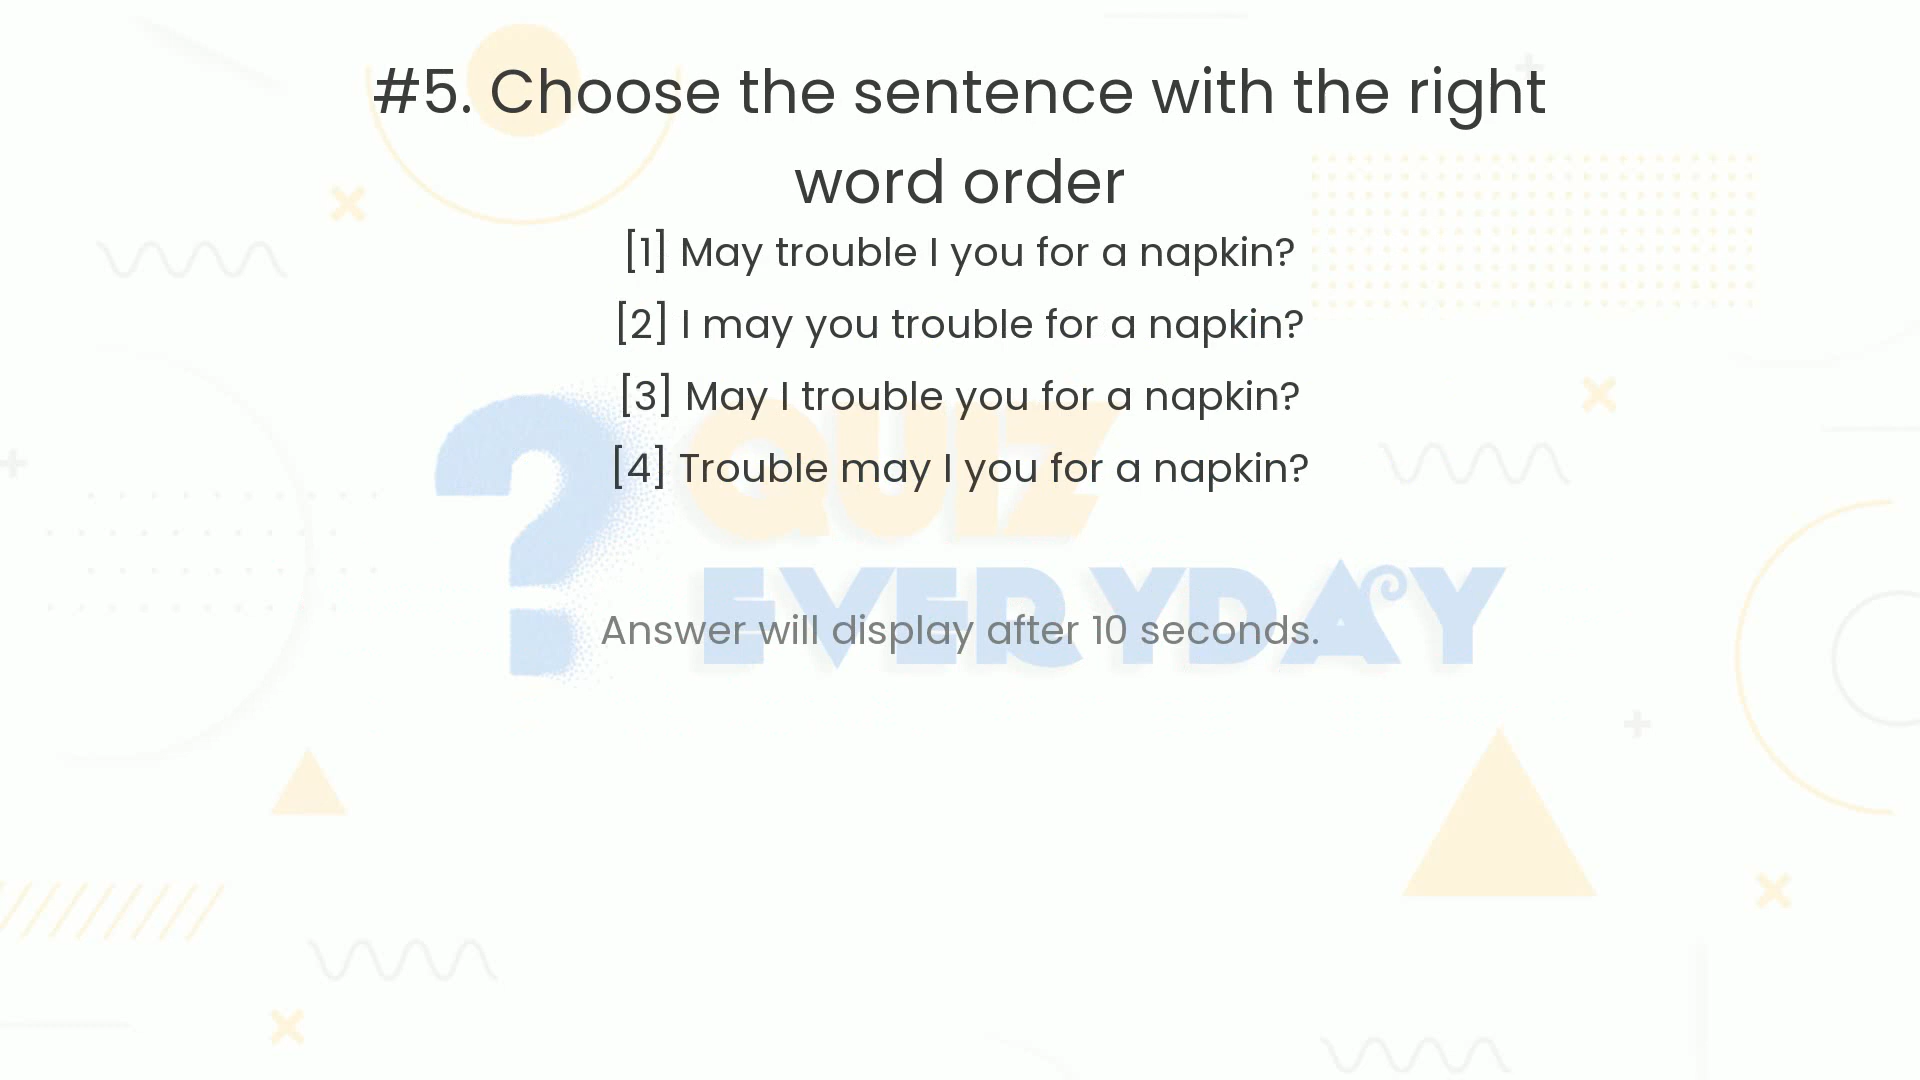 #5. Choose the sentence with the right
word order
[1] May trouble I you for a napkin?
[2] I may you trouble for a napkin?
[3] May I trouble you for a napkin?
[4] Trouble may I you for a napkin?
QUIZ
EVERYDAY
Answer will display after 10 seconds.